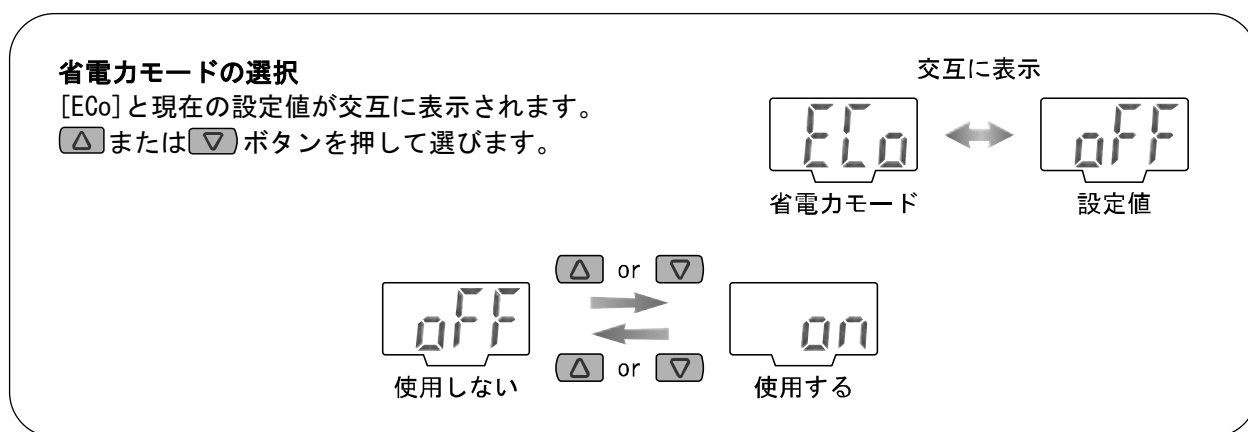 省電力モードの選択
[ECo]と現在の設定値が交互に表示されます。
△または▽ボタンを押して選びます。
交互に表示
ECo
oFF
省電力モード
設定値
△ or ▽
oFF
on
△ or ▽
使用しない
使用する